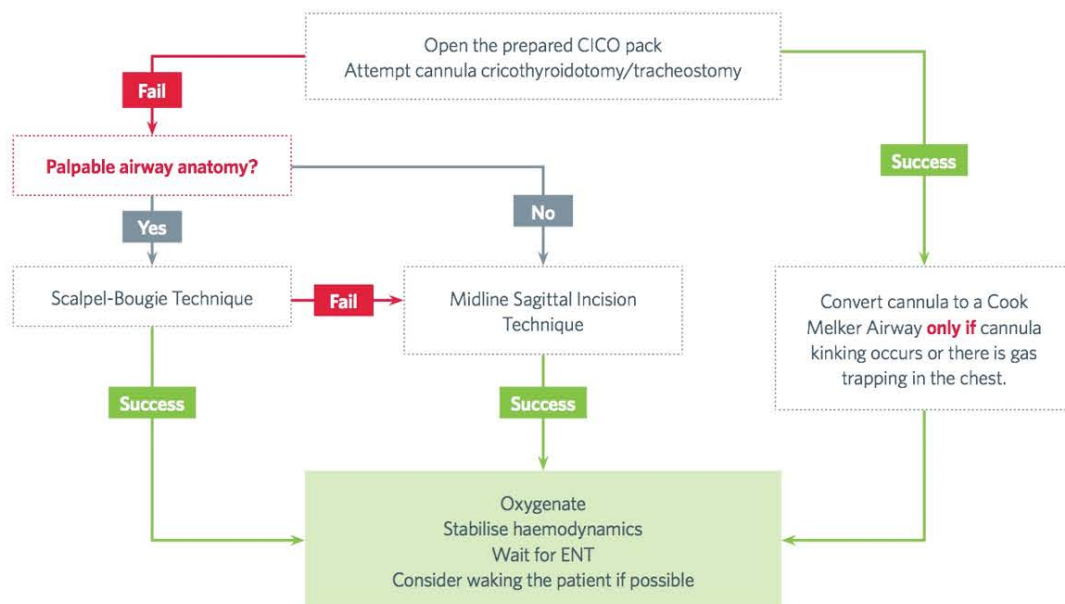 Open the prepared CICO pack
Attempt cannula cricothyroidotomy/tracheostomy
Fail
Success
Palpable airway anatomy?
Yes
No
Scalpel-Bougie Technique
Fail
Midline Sagittal Incision
Technique
Convert cannula to a Cook
Melker Airway only if cannula
kinking occurs or there is gas
trapping in the chest.
Success
Success
Oxygenate
Stabilise haemodynamics
Wait for ENT
Consider waking the patient if possible